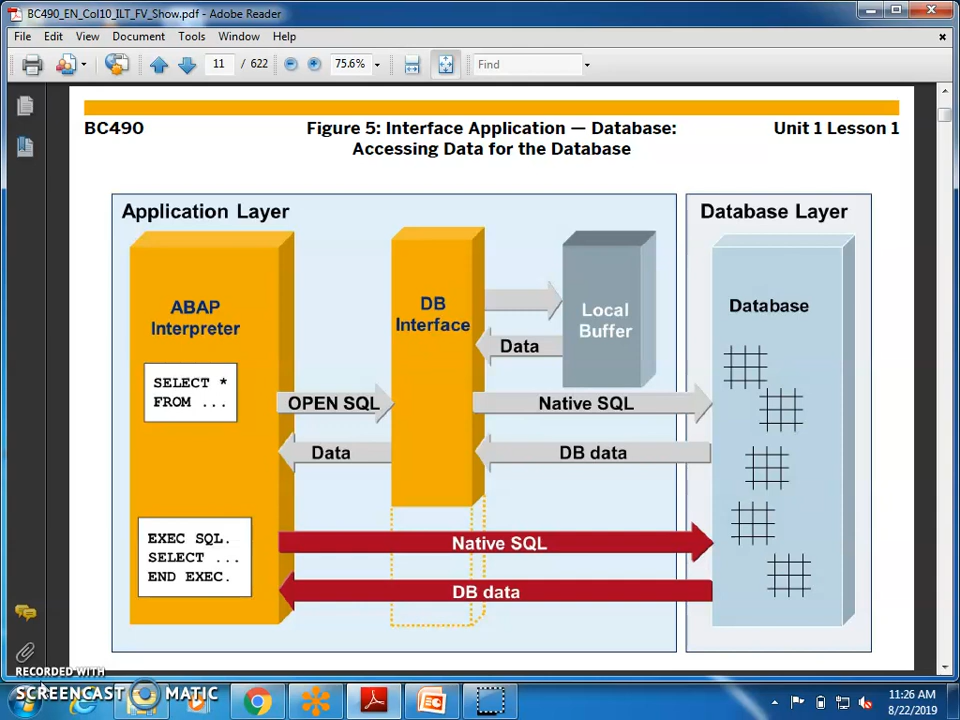 BC490_EN_Col10_ILT_FV_Show.pdf - Adobe Reader
File Edit View Document Tools Window Help
11 / 622 75.6% Find
BC490 Figure 5: Interface Application — Database: Unit 1 Lesson 1
Accessing Data for the Database
Application Layer
Database Layer
ABAP
Interpreter
DB
Interface
Local
Buffer
Database
Data
SELECT *
FROM ...
OPEN SQL
Native SQL
Data
DB data
EXEC SQL.
SELECT ...
END EXEC.
Native SQL
DB data
RECORDED WITH
SCREENCAST MATIC
11:26 AM
8/22/2019